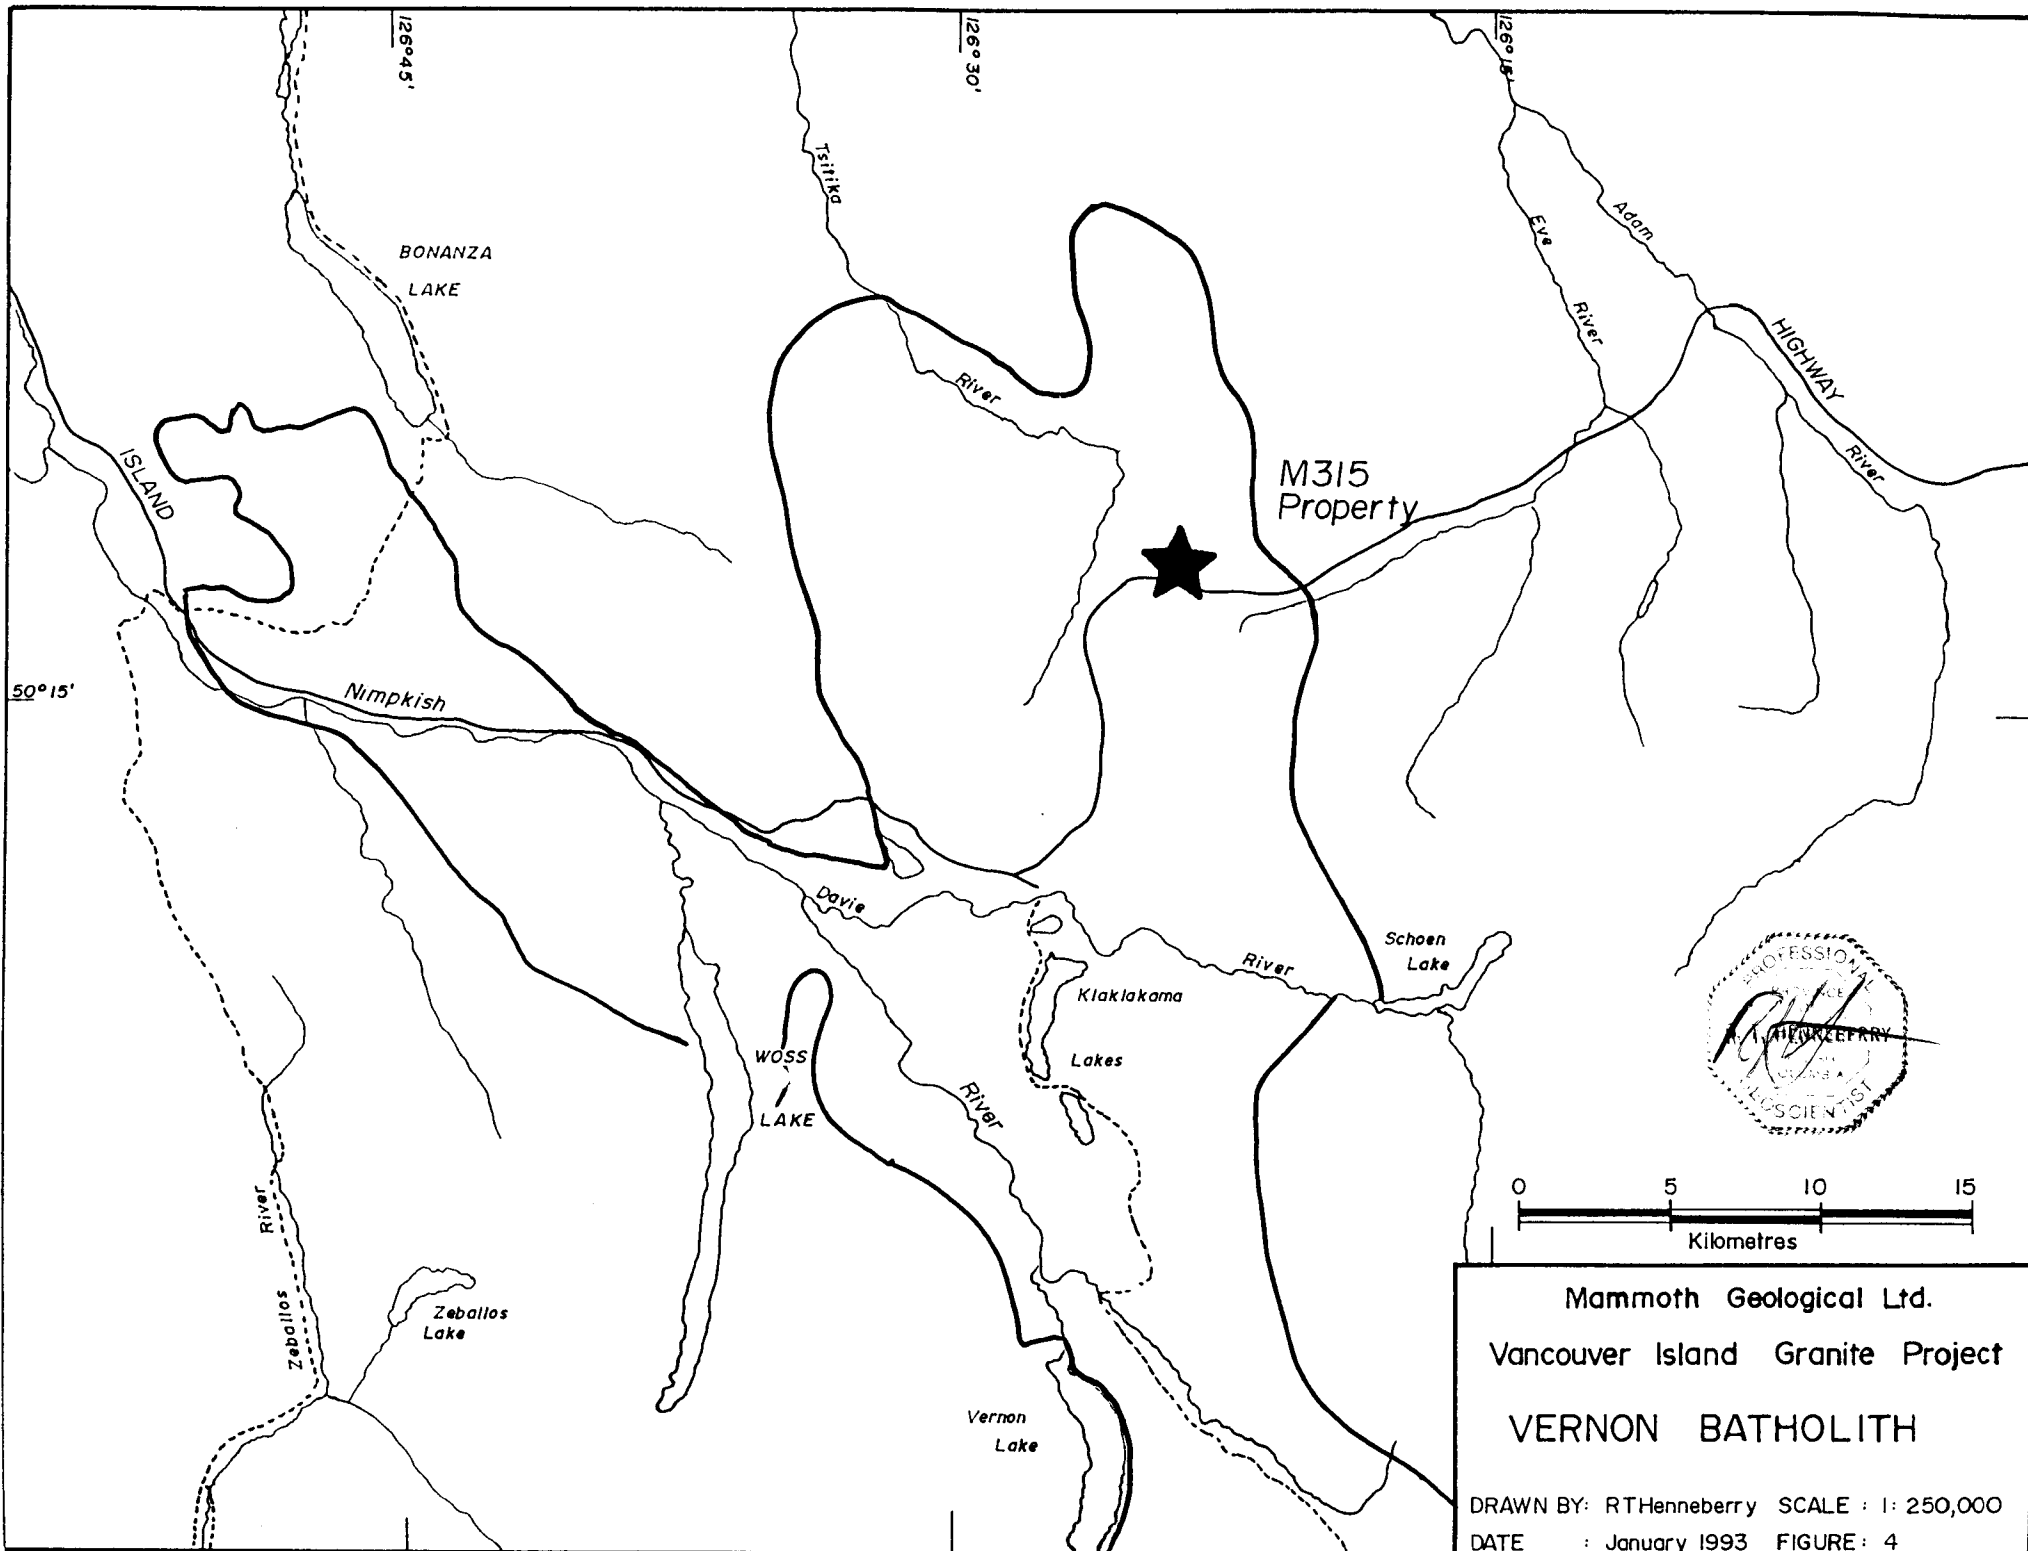 126°45'
126°30'
126°15'
Tsitika
River
BONANZA
LAKE
Eve
River
Adam
River
HIGHWAY
ISLAND
M315
Property
50°15'
Nimpkish
Davie
River
Schoen
Lake
Klaklakama
Lakes
WOSS
LAKE
River
River
Zeballos
Zeballos
Lake
Vernon
Lake
PROFESSIONAL
GEOSCIENTIST
0 5 10 15
Kilometres
Mammoth Geological Ltd.
Vancouver Island Granite Project
VERNON BATHOLITH
DRAWN BY: RTHenneberry SCALE : 1: 250,000
DATE : January 1993 FIGURE: 4